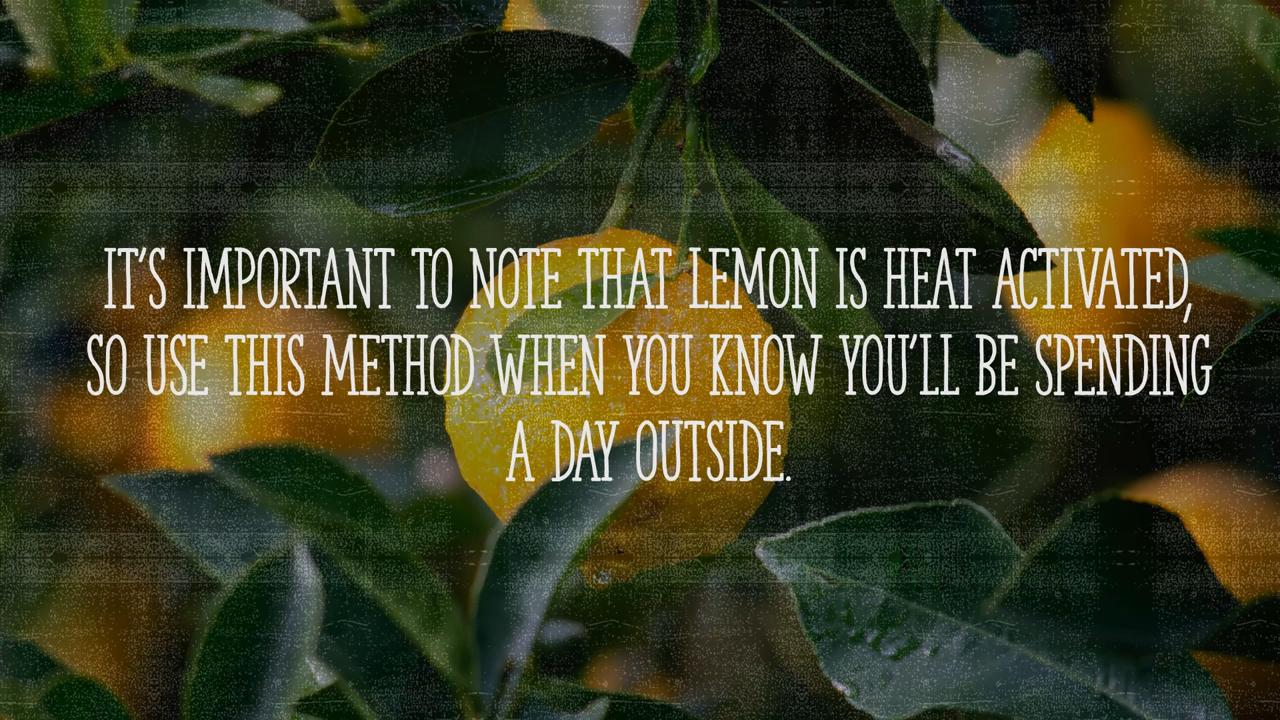 IT'S IMPORTANT TO NOTE THAT LEMON IS HEAT ACTIVATED,
SO USE THIS METHOD WHEN YOU KNOW YOU'LL BE SPENDING
A DAY OUTSIDE.